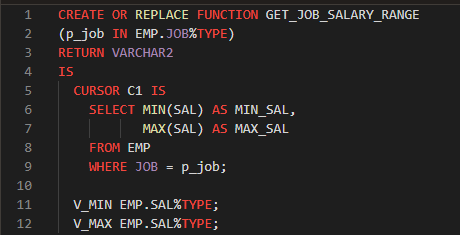 1 CREATE OR REPLACE FUNCTION GET_JOB_SALARY_RANGE
2 (p_job IN EMP.JOB%TYPE)
3 RETURN VARCHAR2
4 IS
5 CURSOR C1 IS
6 SELECT MIN(SAL) AS MIN_SAL,
7 MAX(SAL) AS MAX_SAL
8 FROM EMP
9 WHERE JOB = p_job;
10
11 V_MIN EMP.SAL%TYPE;
12 V_MAX EMP.SAL%TYPE;